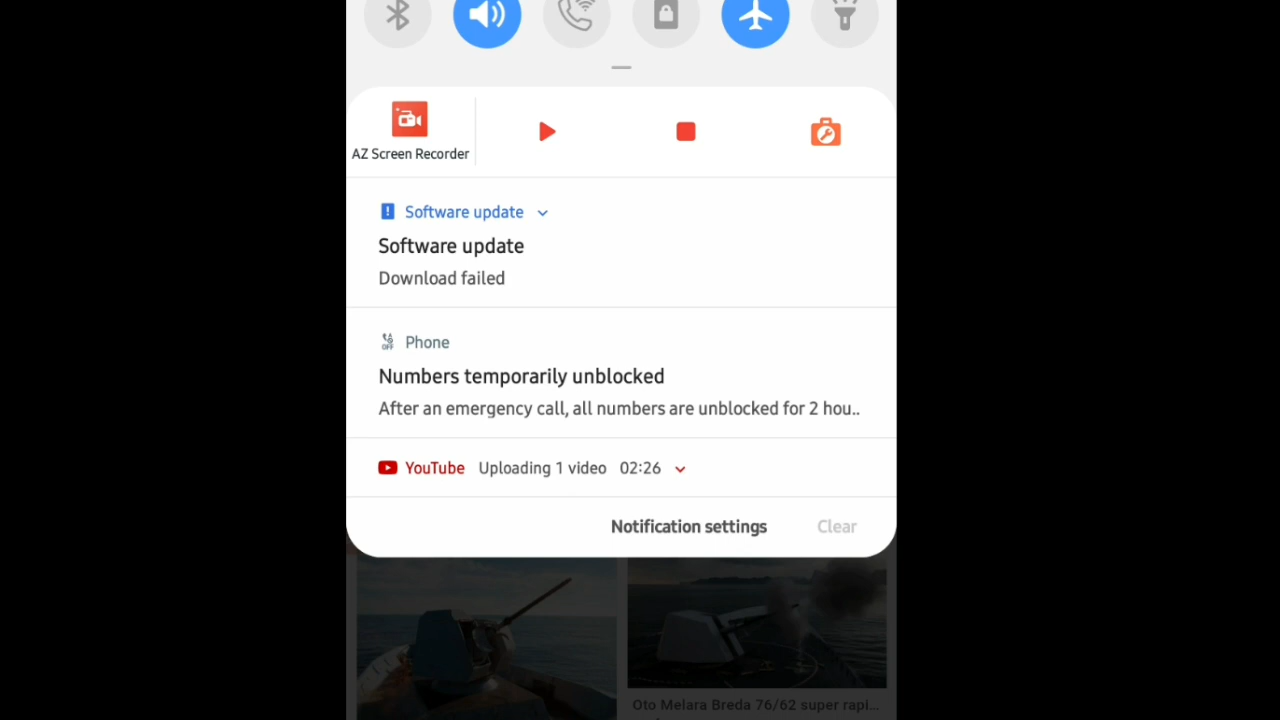 AZ Screen Recorder
Software update
Software update
Download failed
OFF
Phone
Numbers temporarily unblocked
After an emergency call, all numbers are unblocked for 2 hou..
YouTube Uploading 1 video 02:26
Notification settings Clear
Oto Melara Breda 76/62 super rapi...